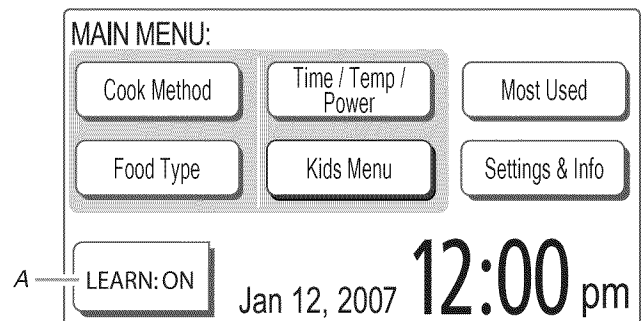 MAIN MENU:
Cook Method
Time / Temp /
Power
Most Used
Food Type
Kids Menu
Settings & Info
A
LEARN: ON
Jan 12, 2007 12:00 pm